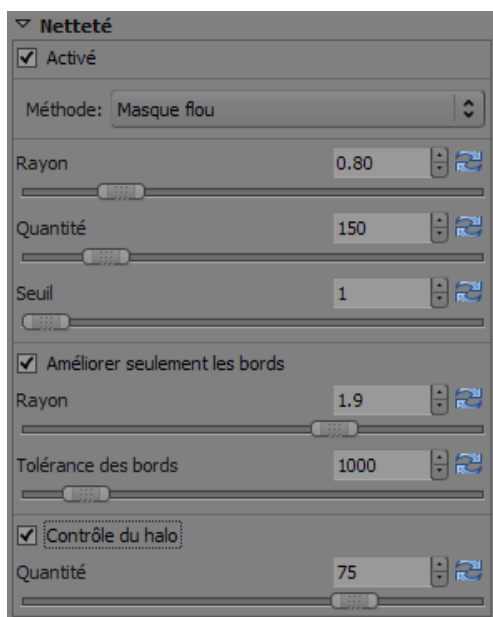 Netteté
Activé
Méthode: Masque flou
Rayon 0.80
Quantité 150
Seuil 1
Améliorer seulement les bords
Rayon 1.9
Tolérance des bords 1000
Contrôle du halo
Quantité 75